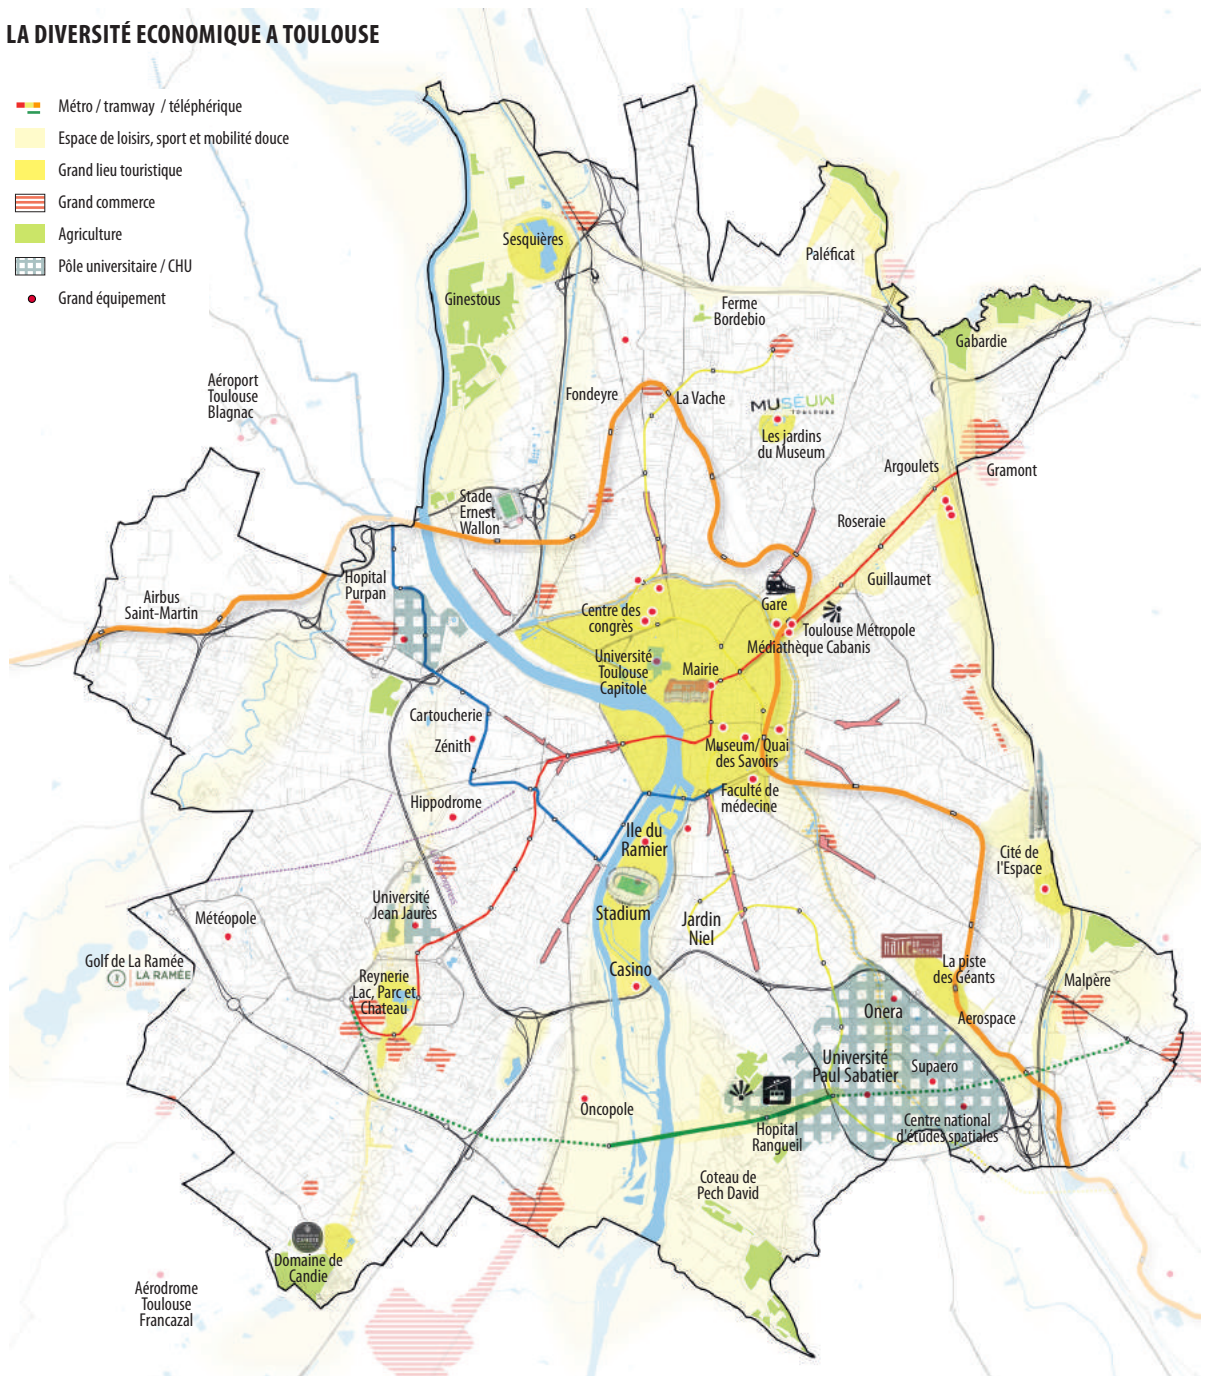 LA DIVERSITÉ ECONOMIQUE A TOULOUSE
Métro / tramway / téléphérique
Espace de loisirs, sport et mobilité douce
Grand lieu touristique
Grand commerce
Agriculture
Pôle universitaire / CHU
Grand équipement
Sesquières
Paléficat
Ginestous
Ferme
Bordebio
Gabardie
Aéroport
Toulouse
Blagnac
Fondeyre
La Vache
MUSÉUM
TOULOUSE
Les jardins
du Museum
Argoulets
Gramont
Stade
Ernest
Wallon
Roseraie
Hopital
Purpan
Guillaumet
Airbus
Saint-Martin
Centre des
congrès
Gare
Toulouse Métropole
Médiathèque Cabanis
Université
Toulouse
Capitole
Mairie
Cartoucherie
Zénith
Museum/Quai
des Savoirs
Hippodrome
Faculté de
médecine
Ile du
Ramier
Cité de
l'Espace
Université
Jean Jaurès
Météopole
Stadium
Jardin
Niel
Golf de La Ramée
LA RAMÉE
Casino
La piste
des Géants
Malpère
Reynerie
Lac, Parc et
Chateau
Onera
Aerospace
Université
Paul Sabatier
Supaero
Oncopole
Hopital
Rangueil
Centre national
d'études spatiales
Coteau de
Pech David
Domaine de
Candie
Aérodrome
Toulouse
Francazal